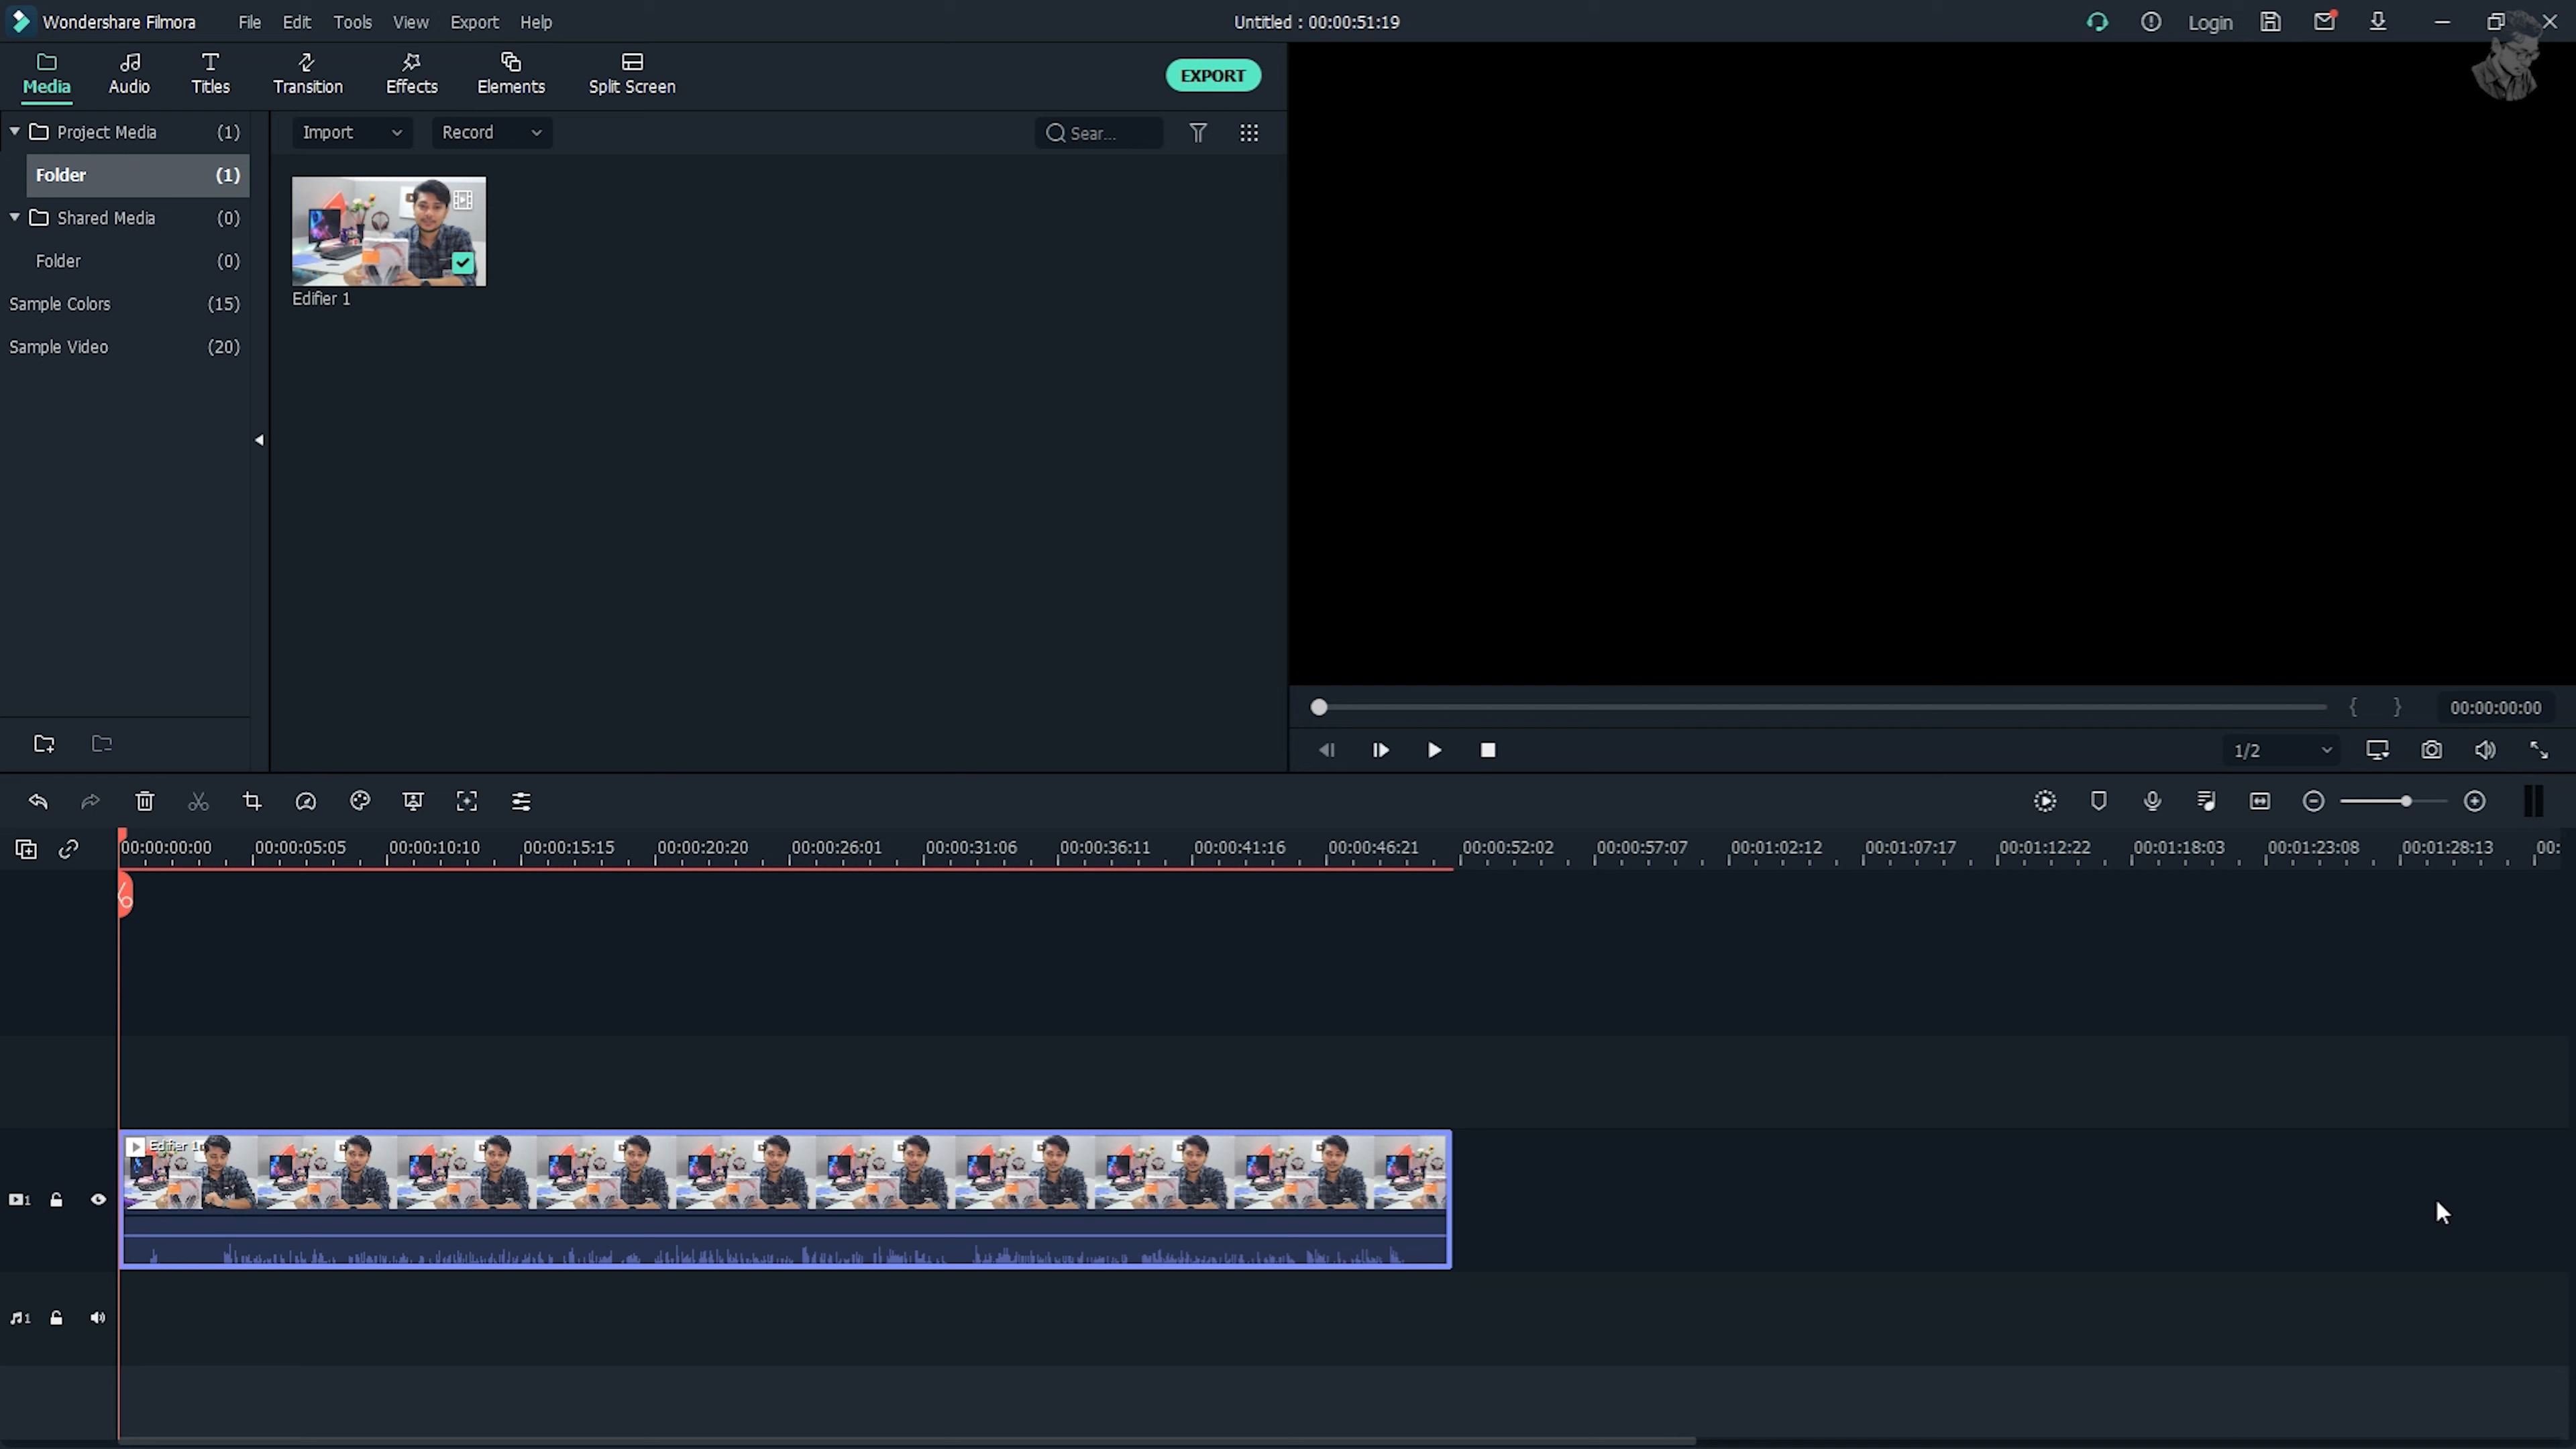 Wondershare Filmora File Edit Tools View Export Help Untitled : 00:00:51:19 Login
Media Audio Titles Transition Effects Elements Split Screen EXPORT
Project Media (1) Import Record Sear...
Folder (1)
Shared Media (0)
Folder (0)
Edifier 1
Sample Colors (15)
Sample Video (20)
{ } 00:00:00:00
1/2
00:00:00:00 00:00:05:05 00:00:10:10 00:00:15:15 00:00:20:20 00:00:26:01 00:00:31:06 00:00:36:11 00:00:41:16 00:00:46:21 00:00:52:02 00:00:57:07 00:01:02:12 00:01:07:17 00:01:12:22 00:01:18:03 00:01:23:08 00:01:28:13 00:
Edifier 1
1
1